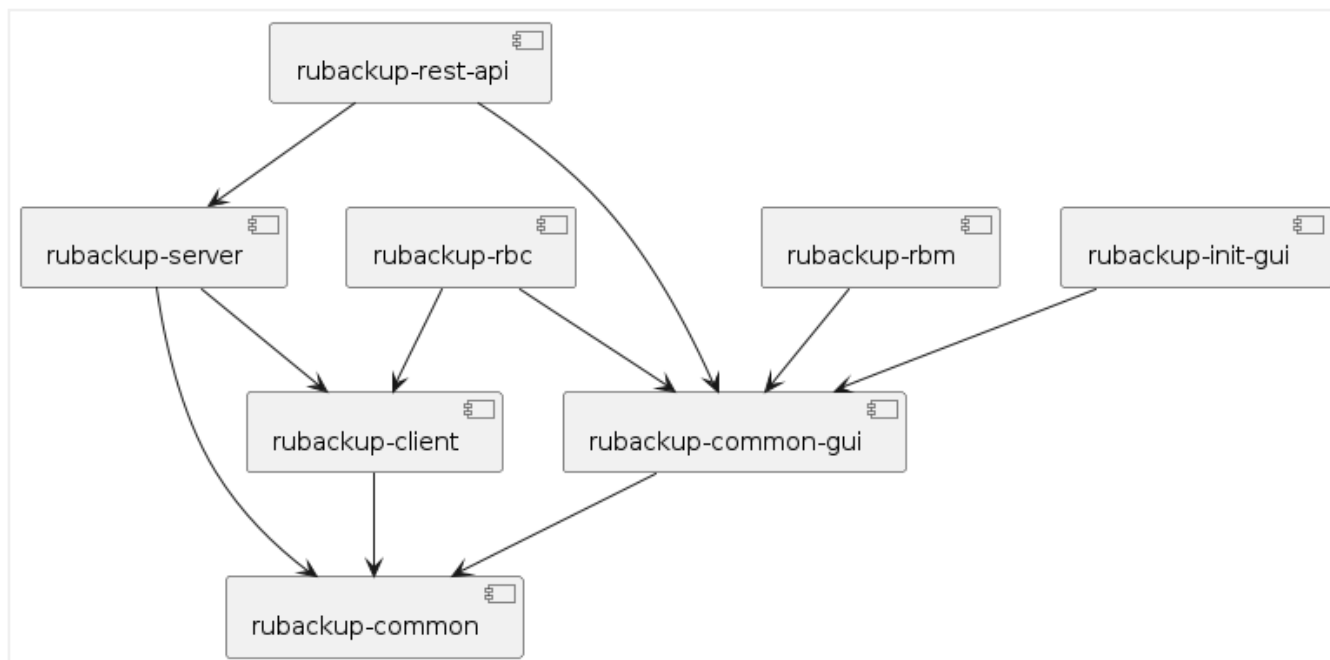 rubackup-rest-api
rubackup-server
rubackup-rbc
rubackup-rbm
rubackup-init-gui
rubackup-client
rubackup-common-gui
rubackup-common